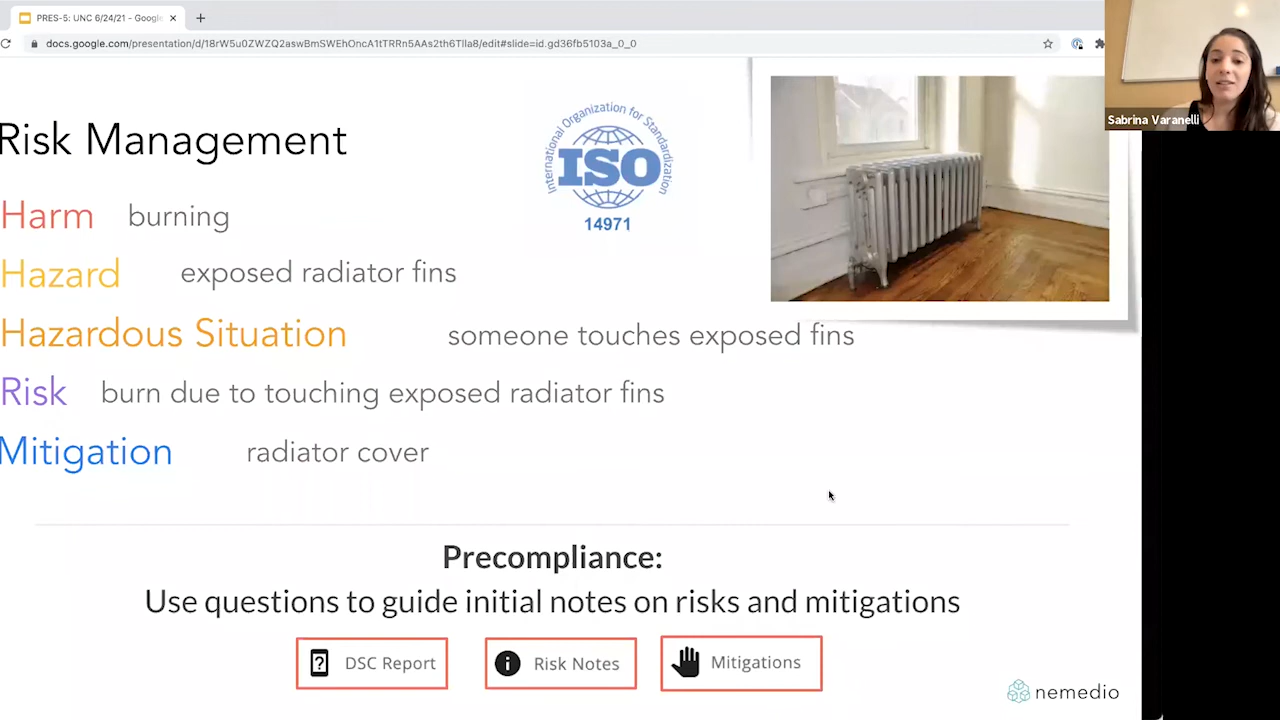 PRES-5: UNC 6/24/21 - Google
docs.google.com/presentation/d/18rW5u0ZWZQ2aswBmSWEhOncA1tTRRn5AAs2th6TIIa8/edit#slide=id.gd36fb5103a_0_0
Sabrina Varanelli
Risk Management
International Organization for Standardization
ISO
14971
Harm burning
Hazard exposed radiator fins
Hazardous Situation someone touches exposed fins
Risk burn due to touching exposed radiator fins
Mitigation radiator cover
Precompliance:
Use questions to guide initial notes on risks and mitigations
DSC Report
Risk Notes
Mitigations
nemedio